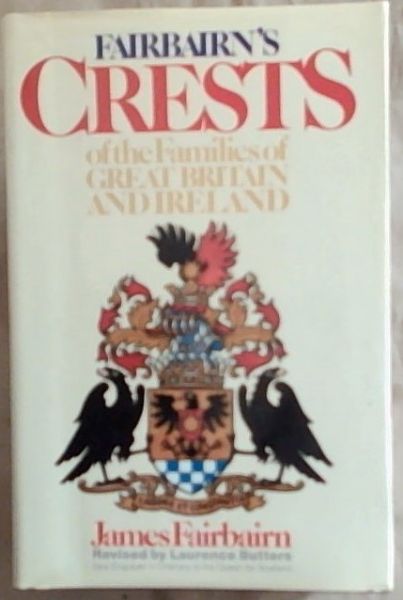 FAIRBAIRN'S
CRESTS
of the Families of
GREAT BRITAIN
AND IRELAND
James Fairbairn
Revised by Laurence Butters